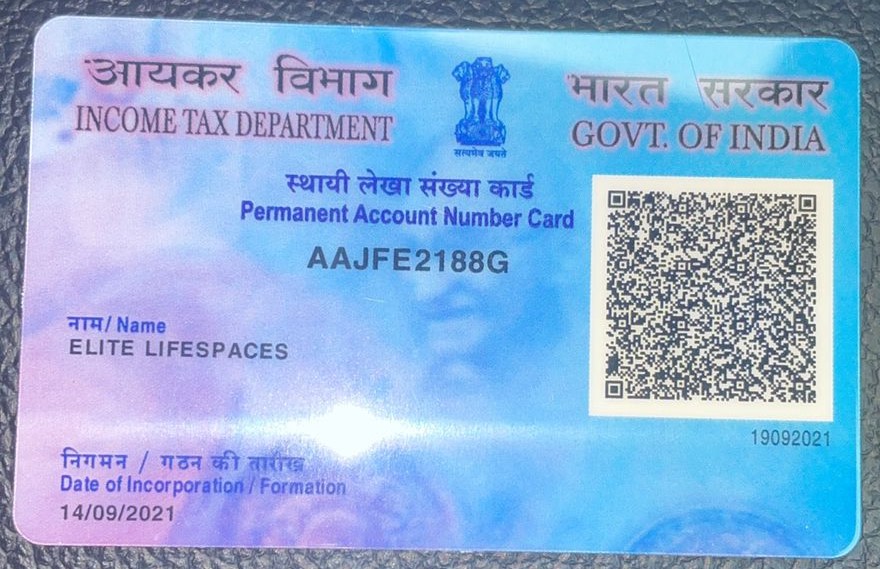 आयकर विभाग
INCOME TAX DEPARTMENT
सत्यमेव जयते
भारत सरकार
GOVT. OF INDIA
स्थायी लेखा संख्या कार्ड
Permanent Account Number Card
AAJFE2188G
नाम/ Name
ELITE LIFESPACES
19092021
निगमन / गठन की तारीख
Date of Incorporation / Formation
14/09/2021